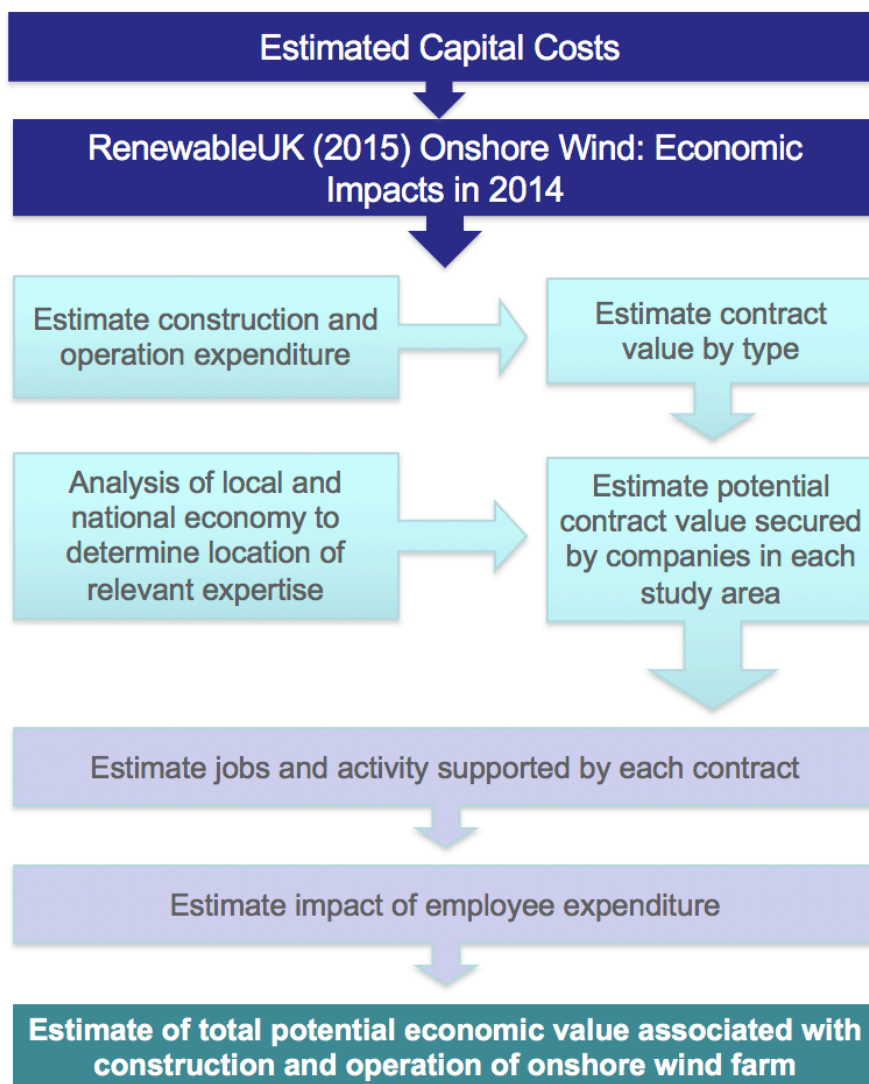 Estimated Capital Costs
RenewableUK (2015) Onshore Wind: Economic
Impacts in 2014
Estimate construction and
operation expenditure
Estimate contract
value by type
Analysis of local and
national economy to
determine location of
relevant expertise
Estimate potential
contract value secured
by companies in each
study area
Estimate jobs and activity supported by each contract
Estimate impact of employee expenditure
Estimate of total potential economic value associated with
construction and operation of onshore wind farm